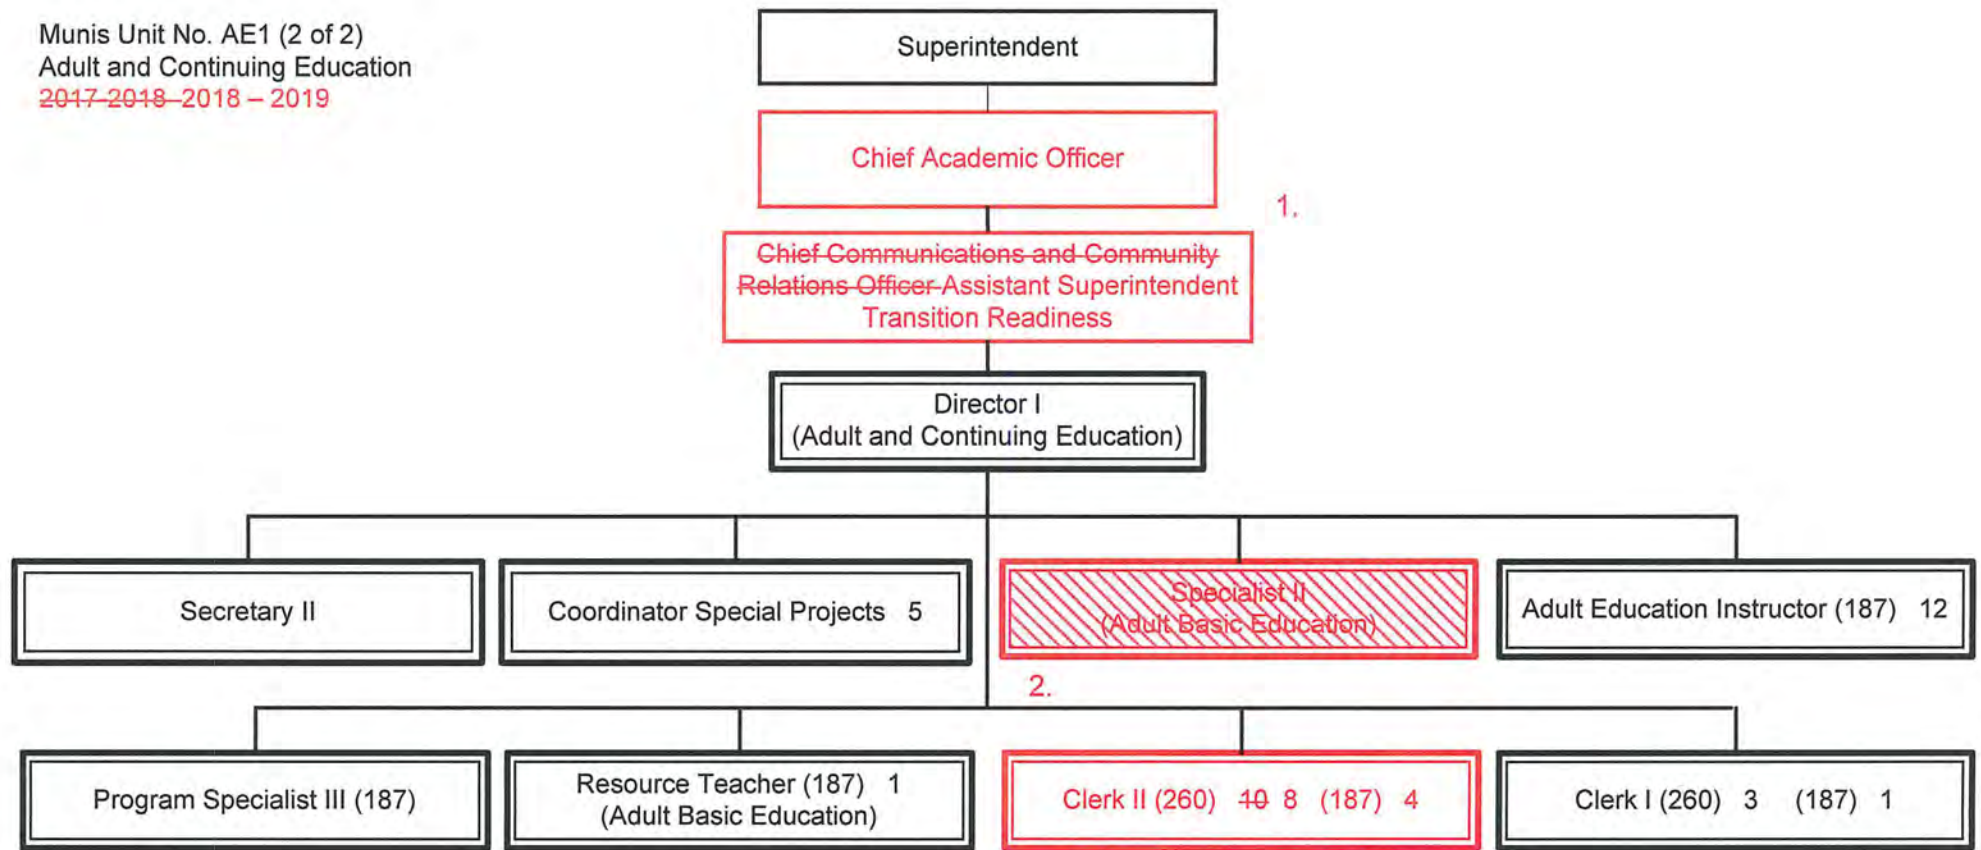 Munis Unit No. AE1 (2 of 2)
Adult and Continuing Education
2017-2018 2018 – 2019
Superintendent
Chief Academic Officer
1.
Chief Communications and Community
Relations Officer Assistant Superintendent
Transition Readiness
Director I
(Adult and Continuing Education)
Secretary II
Coordinator Special Projects 5
Specialist II
(Adult Basic Education)
Adult Education Instructor (187) 12
2.
Program Specialist III (187)
Resource Teacher (187) 1
(Adult Basic Education)
Clerk II (260) 10 8 (187) 4
Clerk I (260) 3 (187) 1